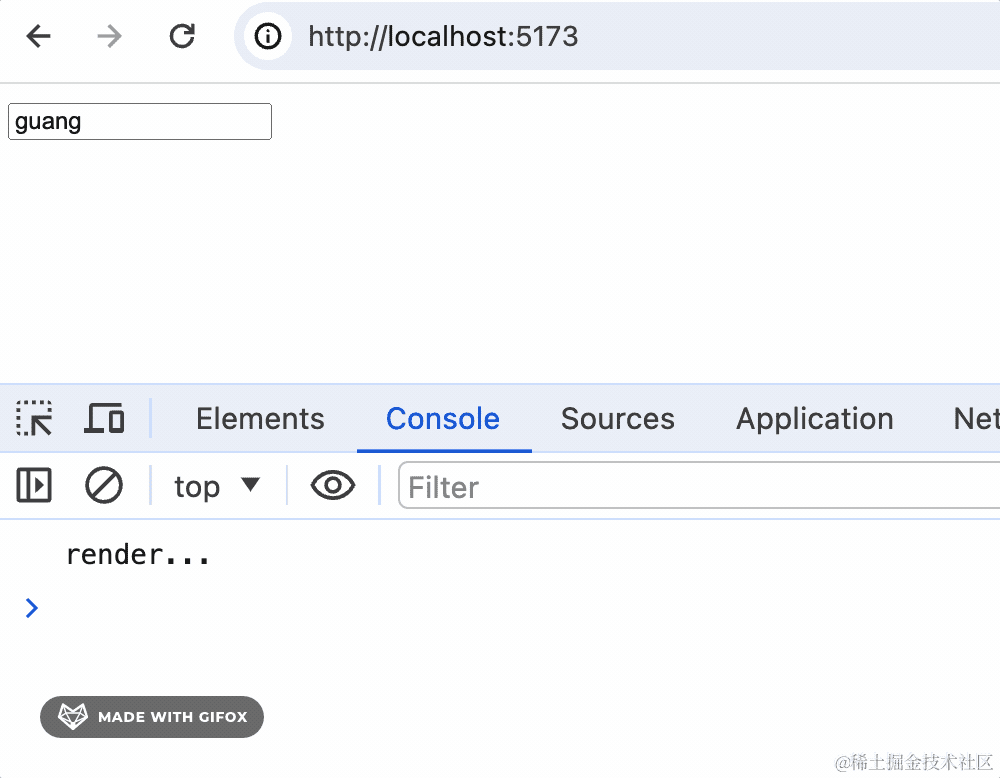 http://localhost:5173
guang
Elements Console Sources Application Net
top Filter
render...
MADE WITH GIFOX
@稀土掘金技术社区